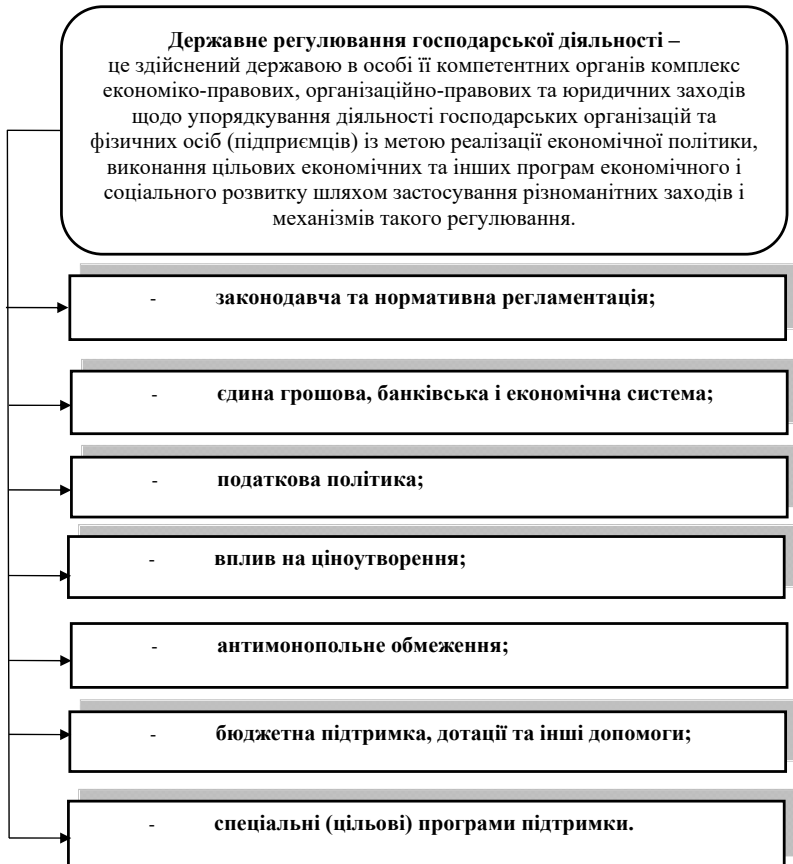 Державне регулювання господарської діяльності –
це здійснений державою в особі її компетентних органів комплекс
економіко-правових, організаційно-правових та юридичних заходів
щодо упорядкування діяльності господарських організацій та
фізичних осіб (підприємців) із метою реалізації економічної політики,
виконання цільових економічних та інших програм економічного і
соціального розвитку шляхом застосування різноманітних заходів і
механізмів такого регулювання.
- законодавча та нормативна регламентація;
- єдина грошова, банківська і економічна система;
- податкова політика;
- вплив на ціноутворення;
- антимонопольне обмеження;
- бюджетна підтримка, дотації та інші допомоги;
- спеціальні (цільові) програми підтримки.